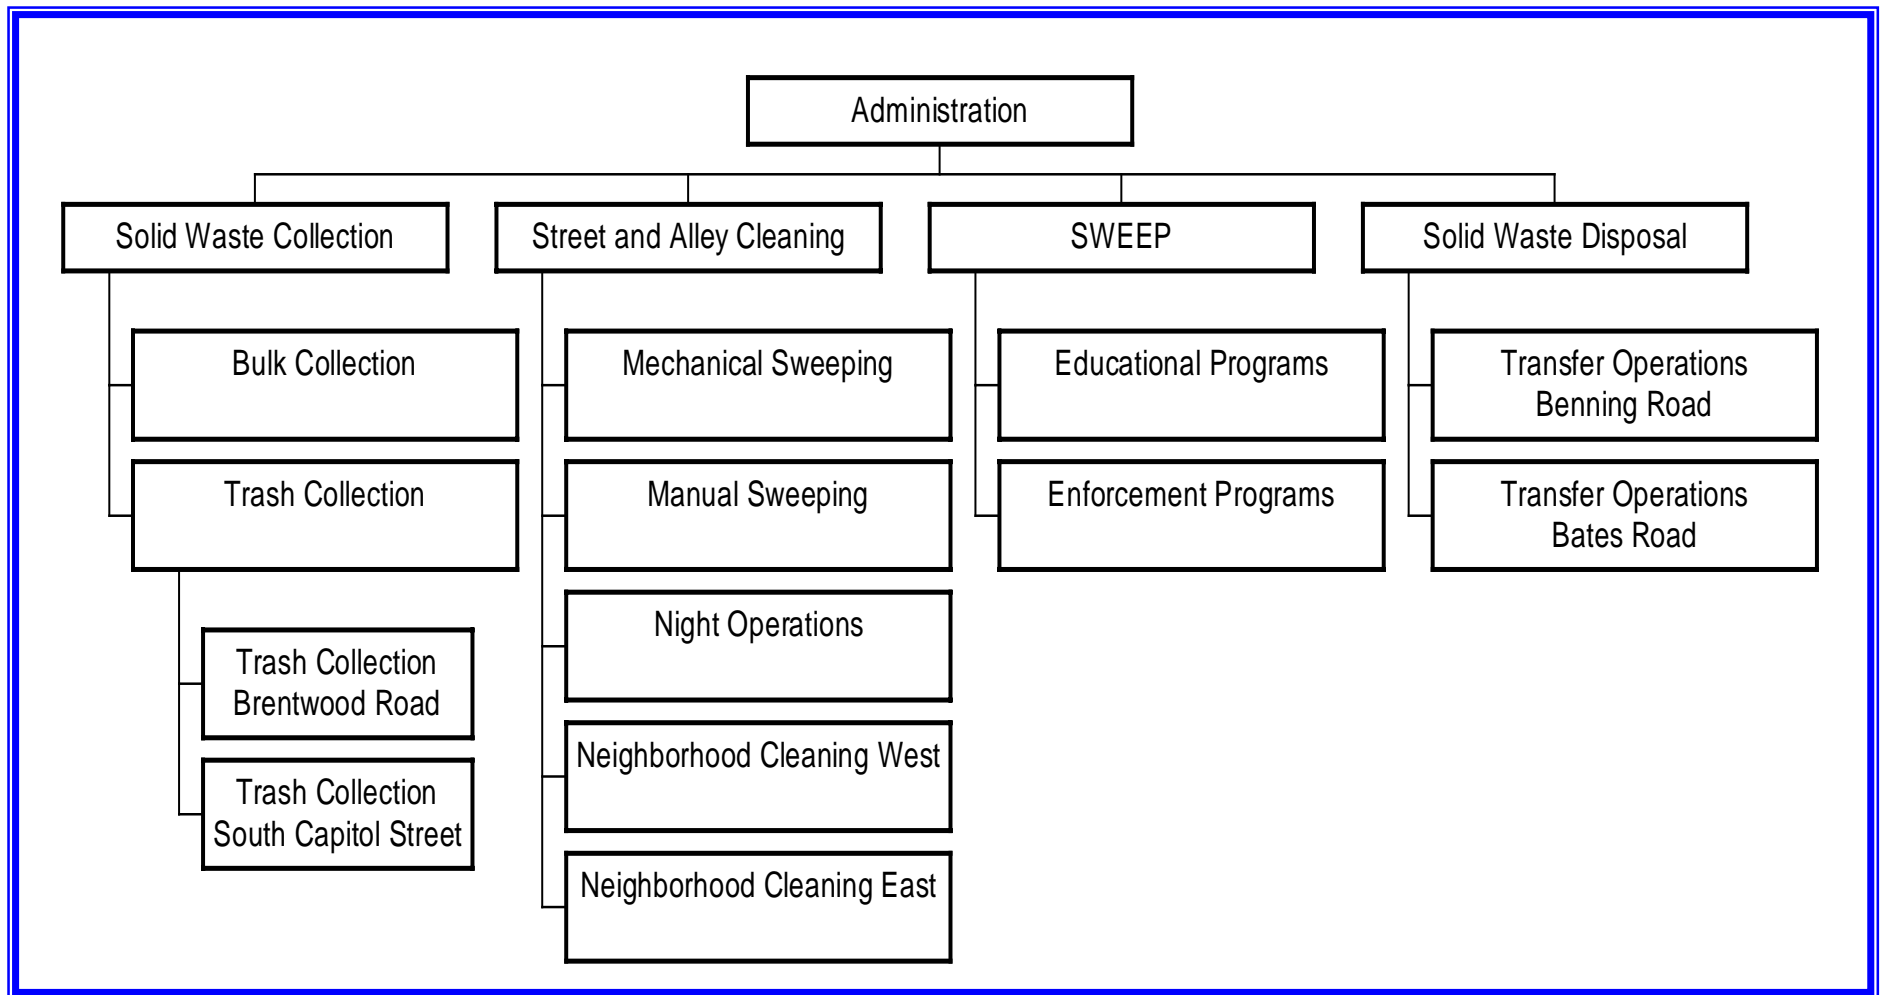 Administration
Solid Waste Collection
Street and Alley Cleaning
SWEEP
Solid Waste Disposal
Bulk Collection
Mechanical Sweeping
Educational Programs
Transfer Operations
Benning Road
Trash Collection
Manual Sweeping
Enforcement Programs
Transfer Operations
Bates Road
Night Operations
Trash Collection
Brentwood Road
Neighborhood Cleaning West
Trash Collection
South Capitol Street
Neighborhood Cleaning East